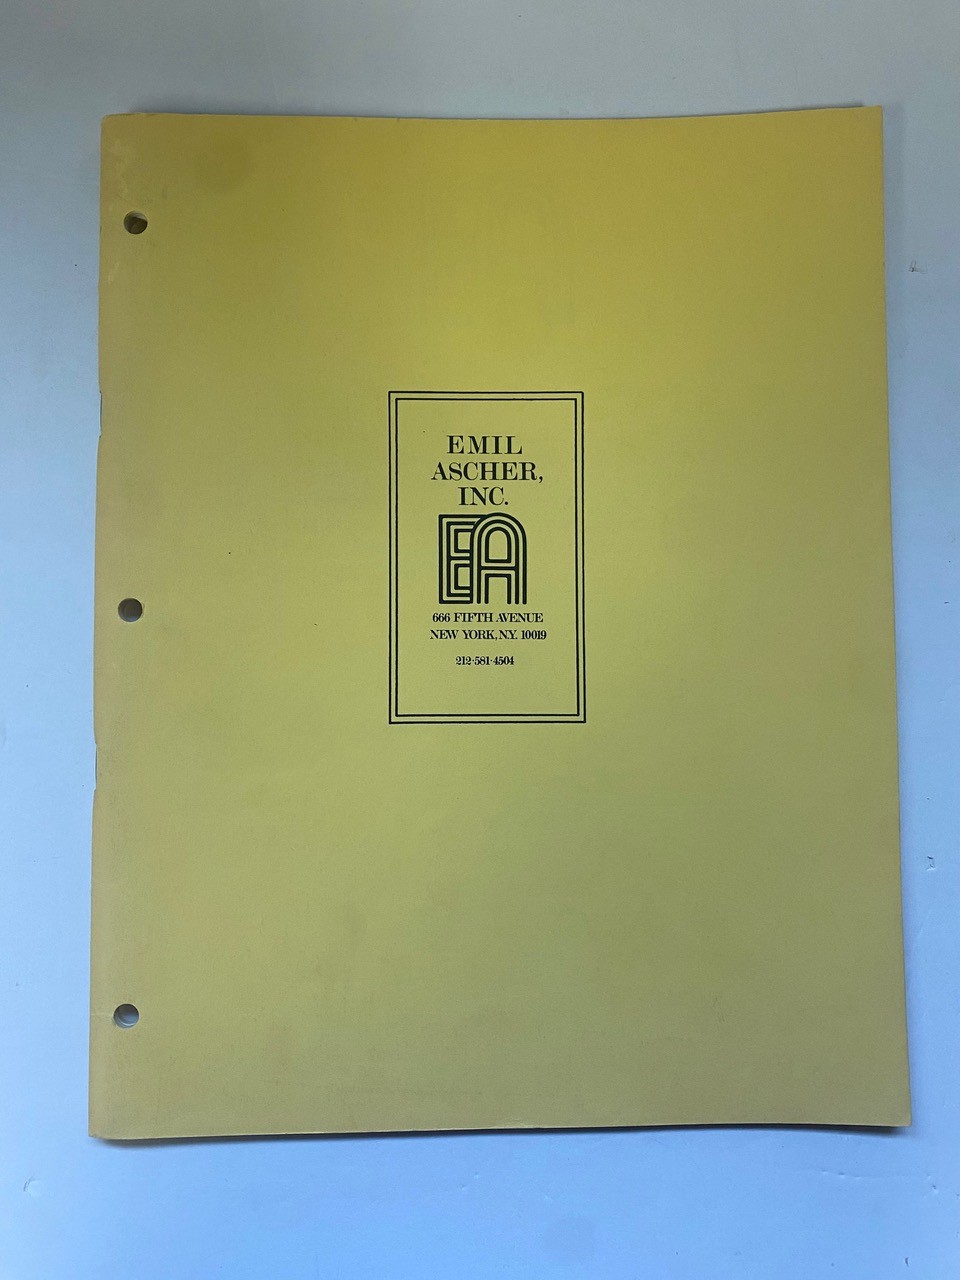 EMIL
ASCHER,
INC.
EA
666 FIFTH AVENUE
NEW YORK, N.Y. 10019
212·581·4504